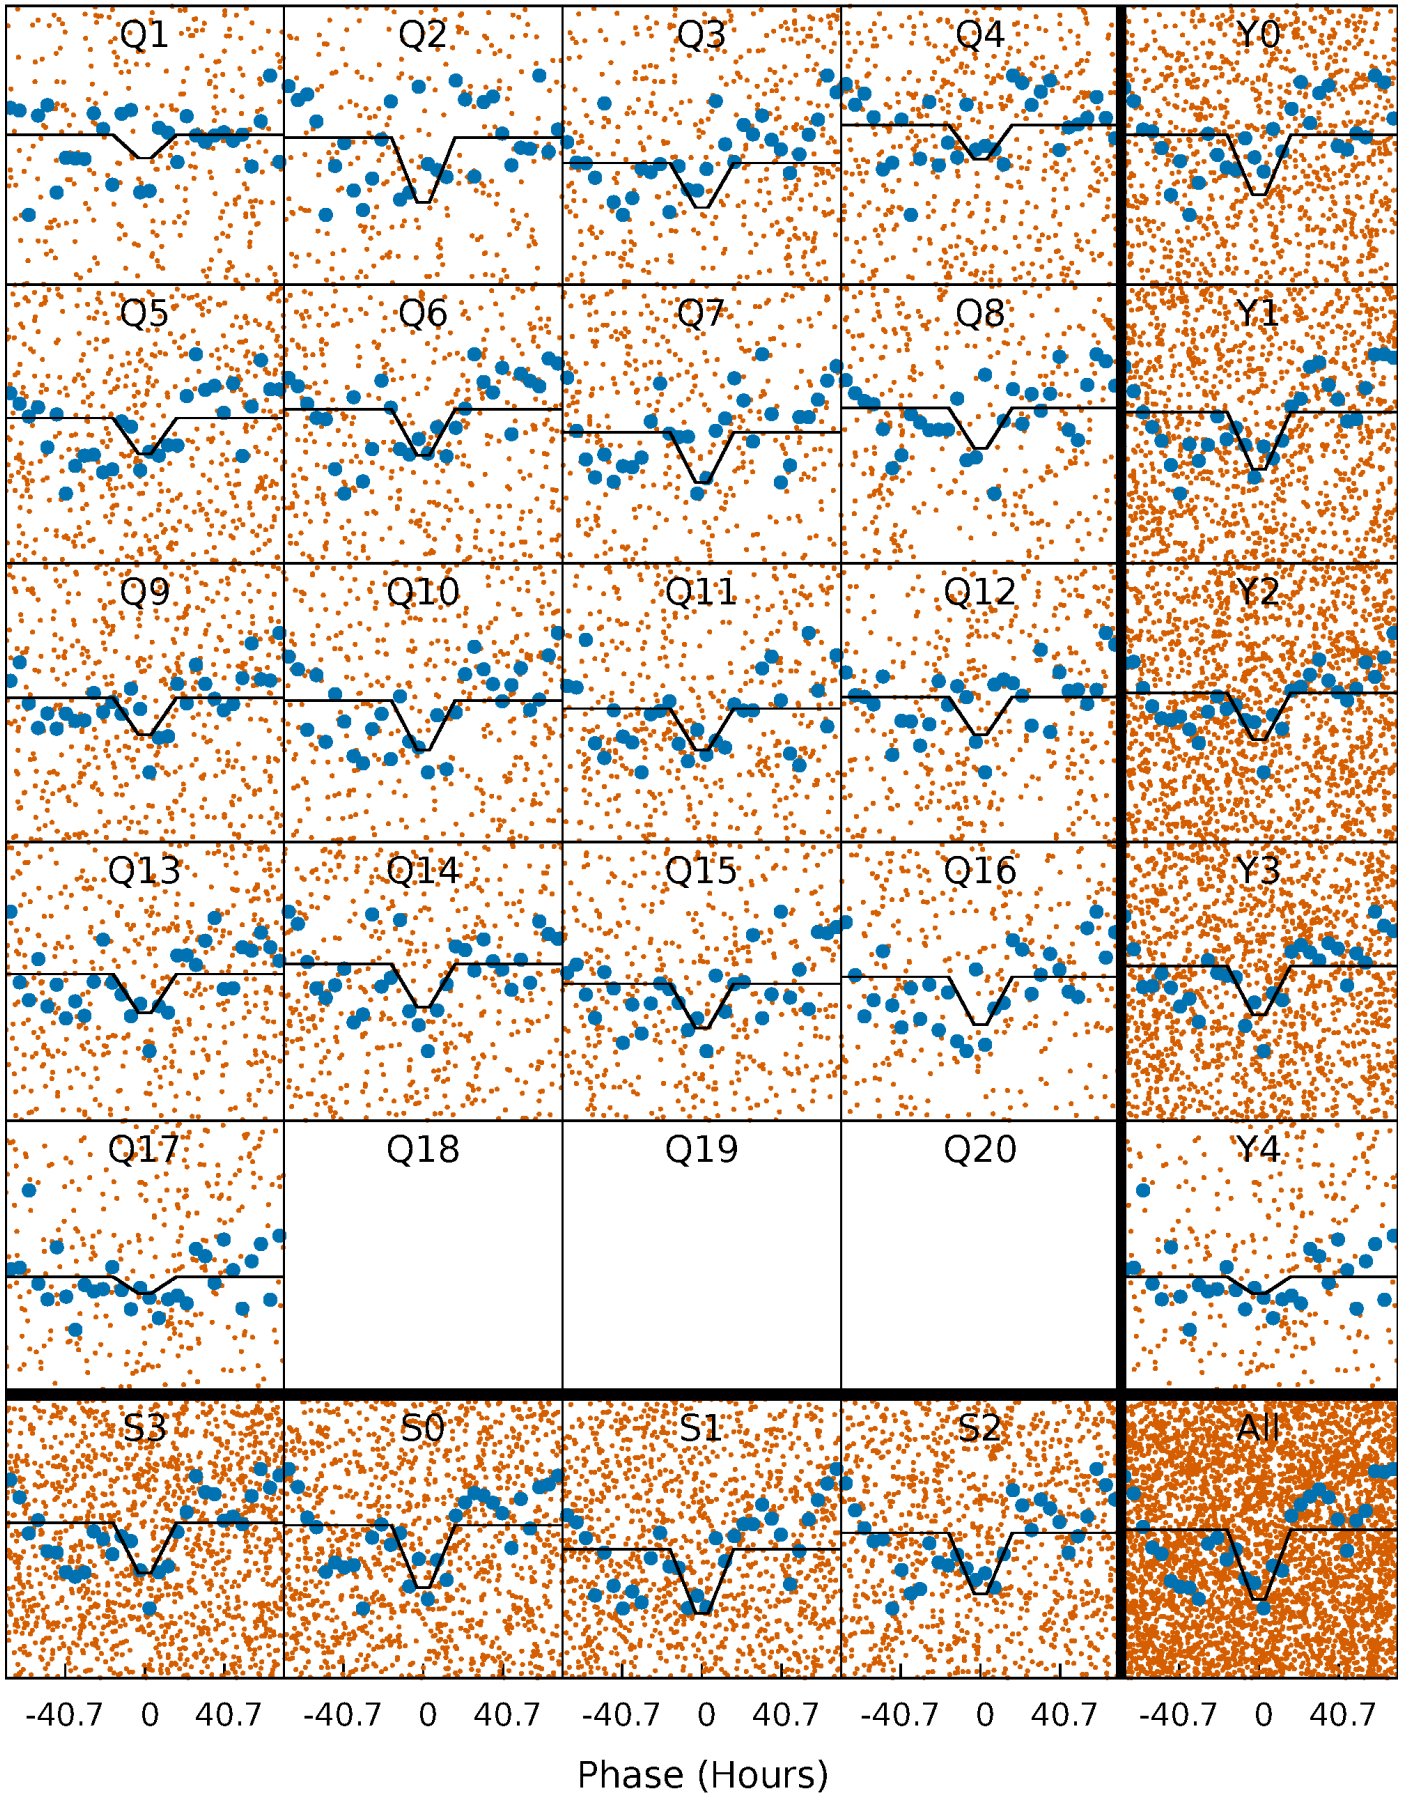 Q1 Q2 Q3 Q4 Y0
Q5 Q6 Q7 Q8 Y1
Q9 Q10 Q11 Q12 Y2
Q13 Q14 Q15 Q16 Y3
Q17 Q18 Q19 Q20 Y4
S3 S0 S1 S2 All
-40.7 0 40.7 -40.7 0 40.7 -40.7 0 40.7 -40.7 0 40.7 -40.7 0 40.7
Phase (Hours)